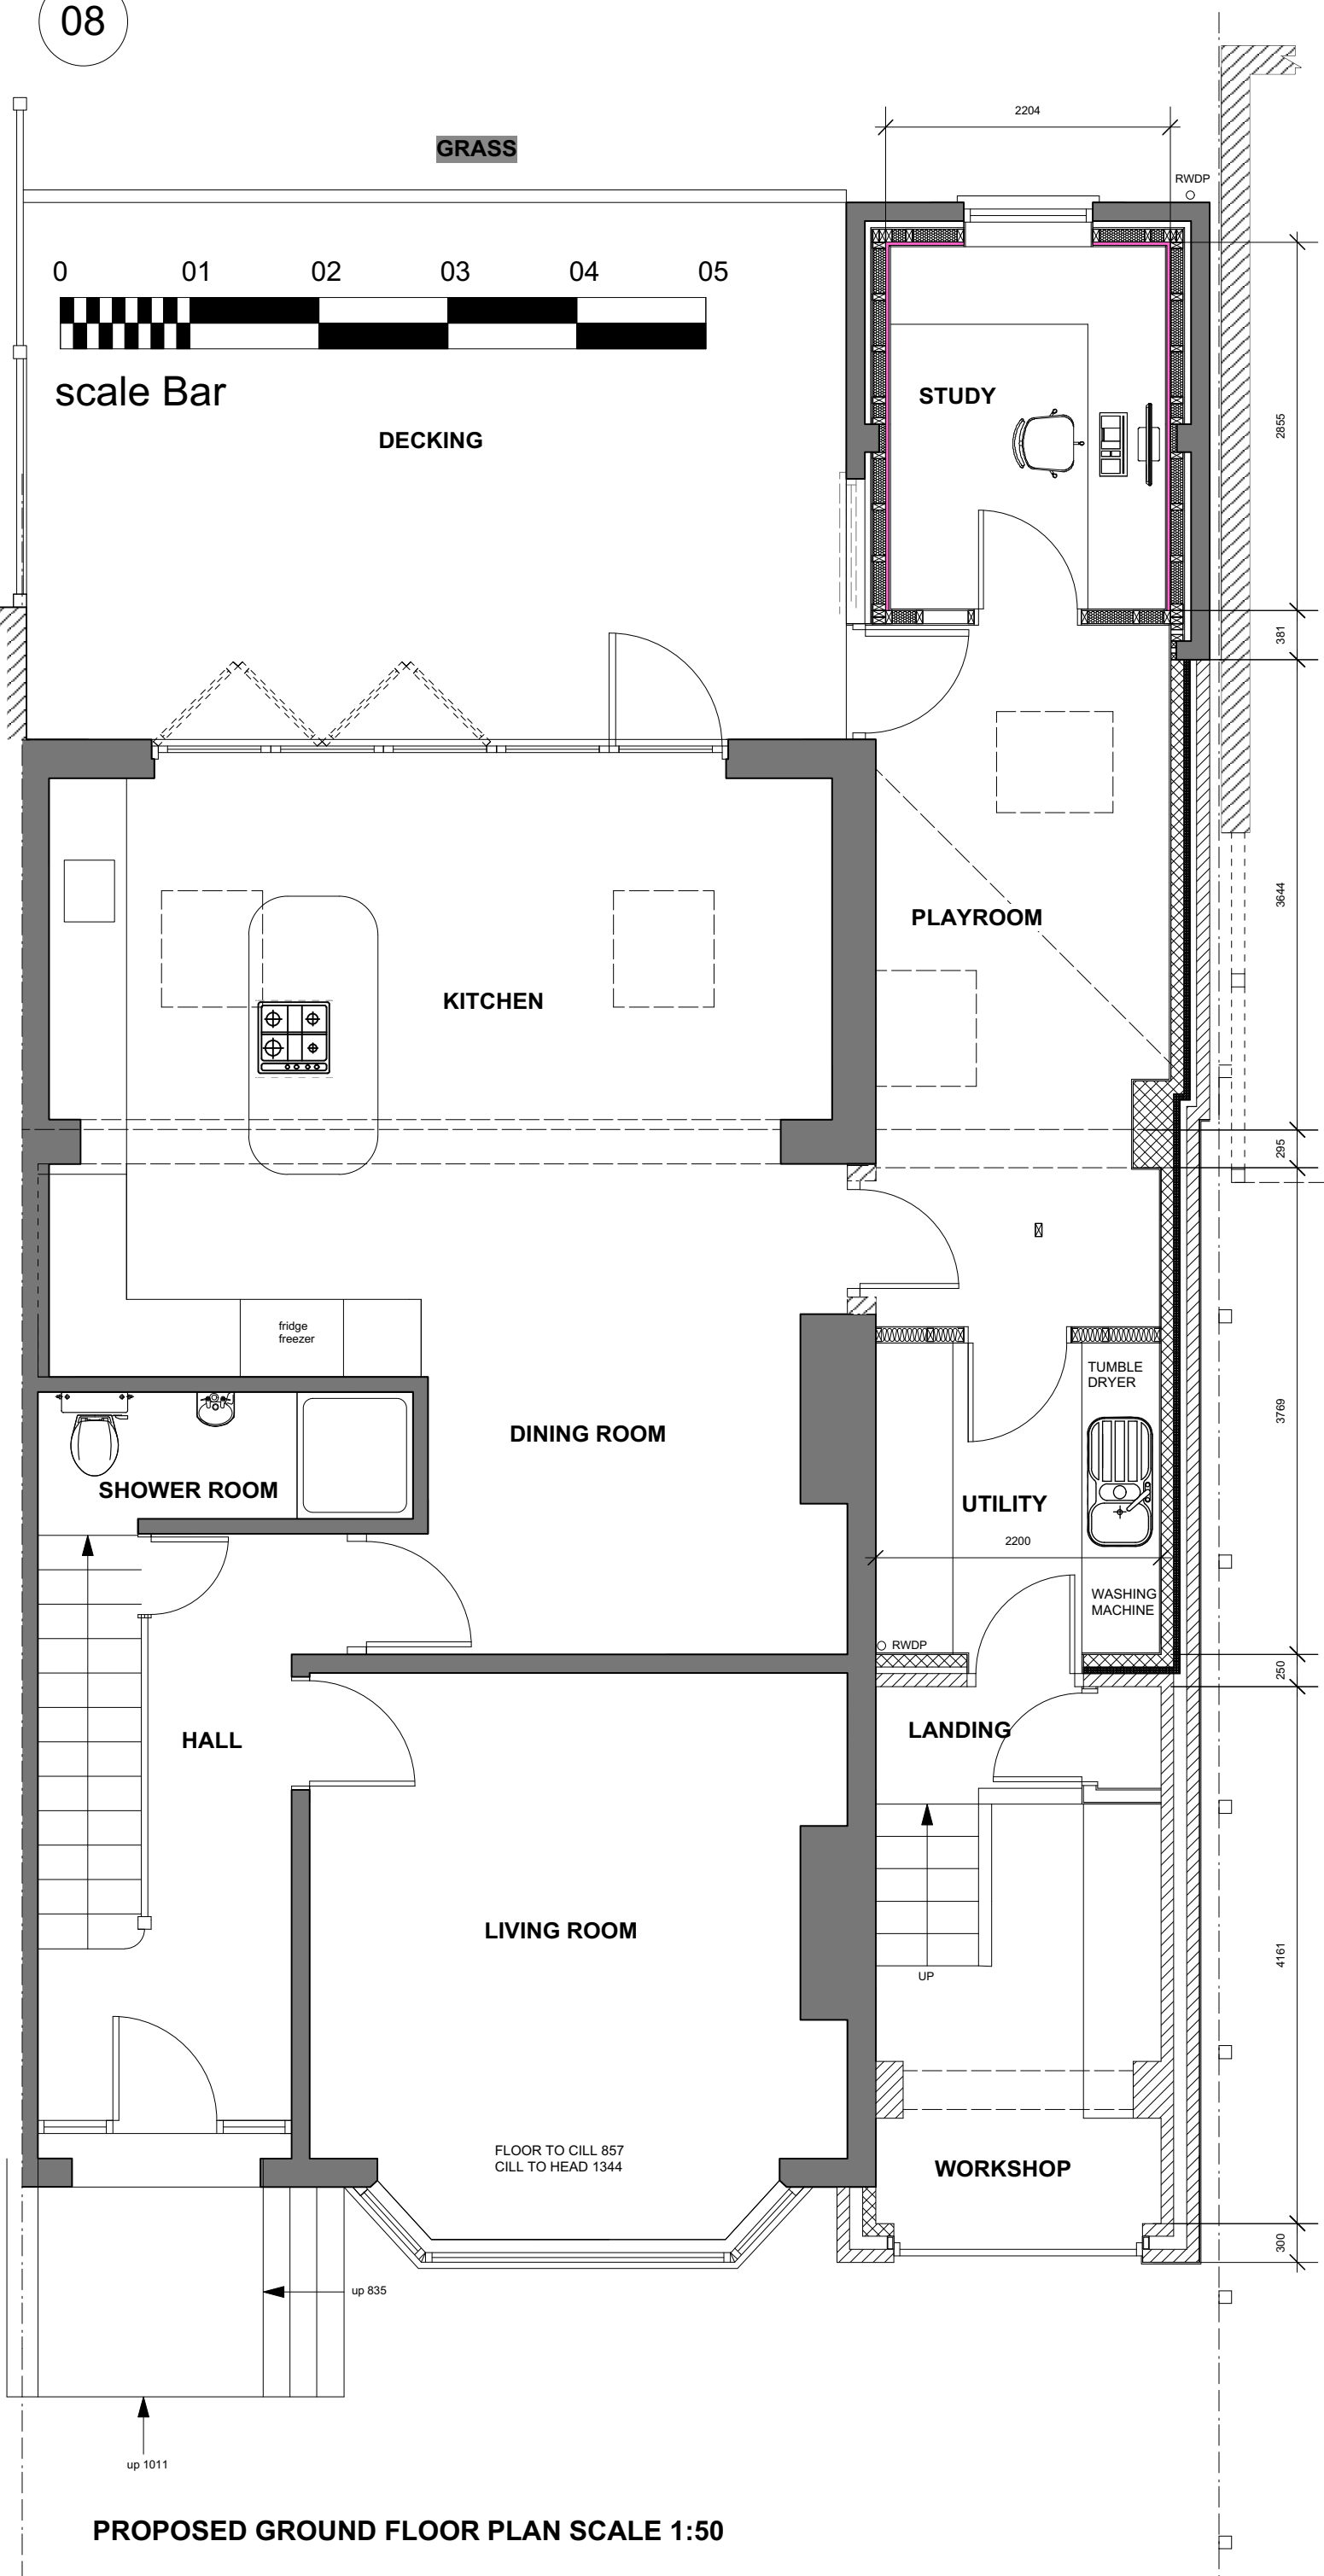 08
GRASS
2204
RWDP
0 01 02 03 04 05
scale Bar
DECKING
STUDY
2855
381
PLAYROOM
3644
KITCHEN
295
fridge
freezer
TUMBLE
DRYER
3769
DINING ROOM
SHOWER ROOM
UTILITY
2200
WASHING
MACHINE
RWDP
250
HALL
LANDING
LIVING ROOM
4161
UP
FLOOR TO CILL 857
CILL TO HEAD 1344
WORKSHOP
300
up 835
up 1011
PROPOSED GROUND FLOOR PLAN SCALE 1:50